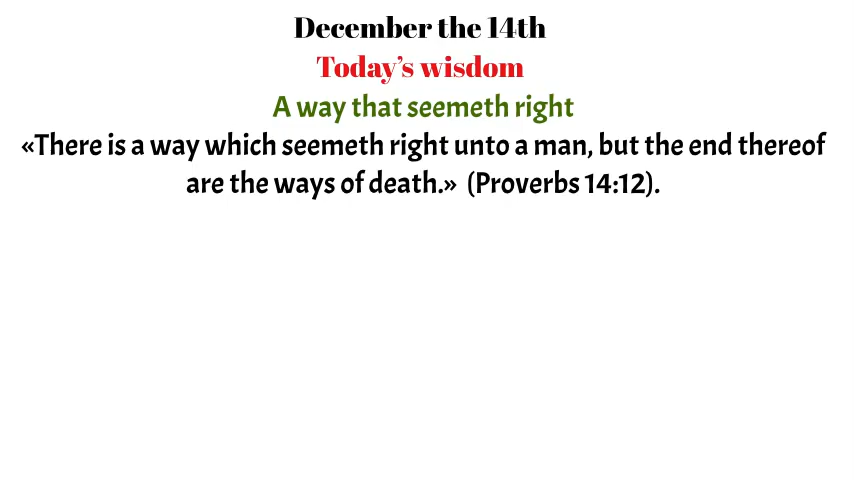 December the 14th
Today’s wisdom
A way that seemeth right
«There is a way which seemeth right unto a man, but the end thereof
are the ways of death.» (Proverbs 14:12).